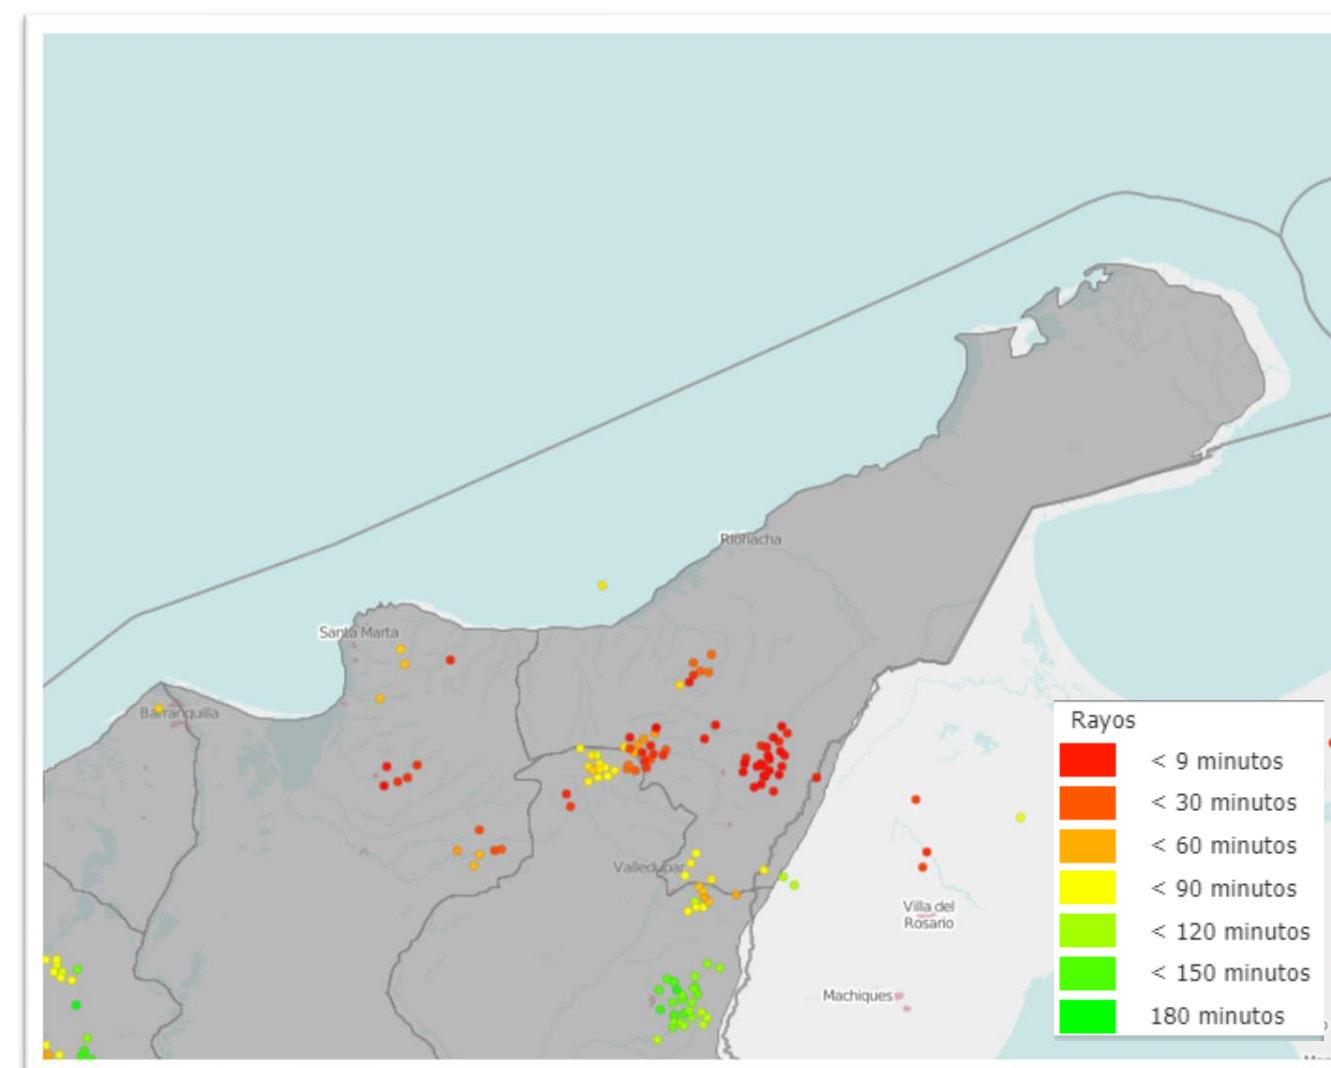 Riohacha
Santa Marta
Barranquilla
Rayos
< 9 minutos
< 30 minutos
< 60 minutos
Valledupar
< 90 minutos
Villa del
Rosario
< 120 minutos
< 150 minutos
Machiques
180 minutos